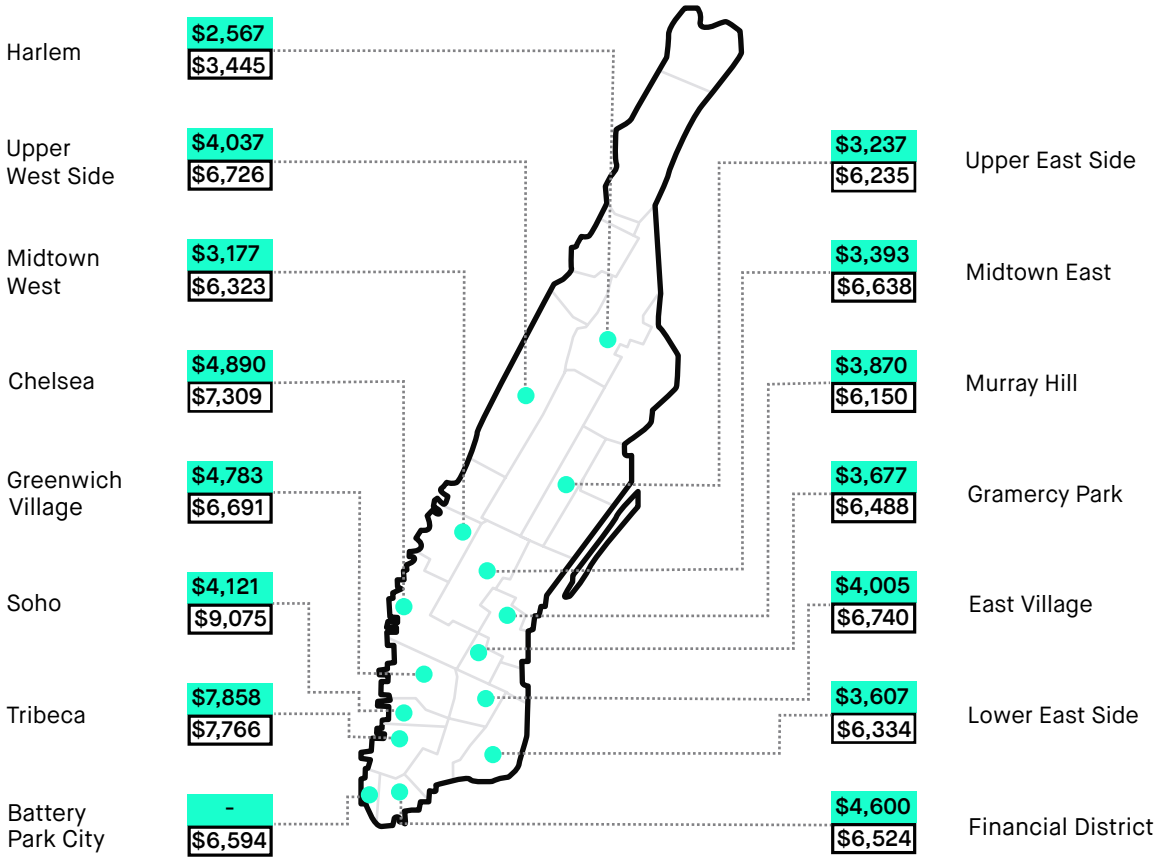 Harlem
$2,567
$3,445
Upper
West Side
$4,037
$6,726
Midtown
West
$3,177
$6,323
Chelsea
$4,890
$7,309
Greenwich
Village
$4,783
$6,691
Soho
$4,121
$9,075
Tribeca
$7,858
$7,766
Battery
Park City
-
$6,594
$3,237
$6,235
Upper East Side
$3,393
$6,638
Midtown East
$3,870
$6,150
Murray Hill
$3,677
$6,488
Gramercy Park
$4,005
$6,740
East Village
$3,607
$6,334
Lower East Side
$4,600
$6,524
Financial District